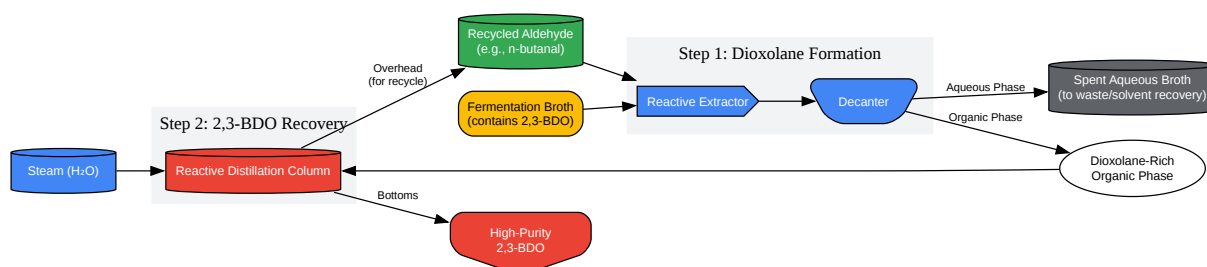 Recycled Aldehyde
(e.g., n-butanal)
Step 1: Dioxolane Formation
Overhead
(for recycle)
Fermentation Broth
(contains 2,3-BDO)
Reactive Extractor
Decanter
Aqueous Phase
Spent Aqueous Broth
(to waste/solvent recovery)
Organic Phase
Step 2: 2,3-BDO Recovery
Steam (H₂O)
Reactive Distillation Column
Dioxolane-Rich
Organic Phase
Bottoms
High-Purity
2,3-BDO